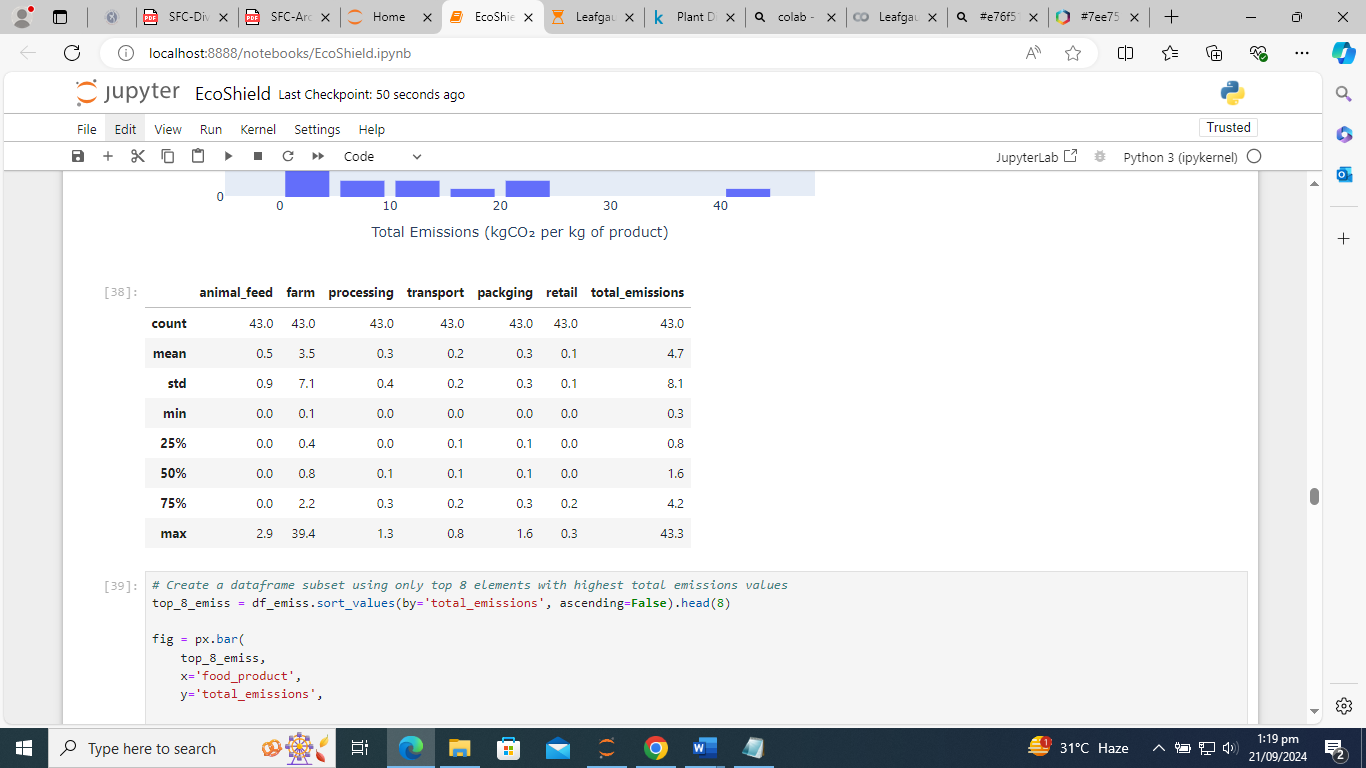 SFC-Div
SFC-Arc
Home
EcoShie
Leafgau
Plant D
colab -
Leafgau
#e76f5
#7ee75
localhost:8888/notebooks/EcoShield.ipynb
jupyter EcoShield Last Checkpoint: 50 seconds ago
File Edit View Run Kernel Settings Help
Trusted
Code
JupyterLab
Python 3 (ipykernel)
0
0 10 20 30 40
Total Emissions (kgCO₂ per kg of product)
[38]:
animal_feed farm processing transport packging retail total_emissions
count 43.0 43.0 43.0 43.0 43.0 43.0 43.0
mean 0.5 3.5 0.3 0.2 0.3 0.1 4.7
std 0.9 7.1 0.4 0.2 0.3 0.1 8.1
min 0.0 0.1 0.0 0.0 0.0 0.0 0.3
25% 0.0 0.4 0.0 0.1 0.1 0.0 0.8
50% 0.0 0.8 0.1 0.1 0.1 0.0 1.6
75% 0.0 2.2 0.3 0.2 0.3 0.2 4.2
max 2.9 39.4 1.3 0.8 1.6 0.3 43.3
[39]:
# Create a dataframe subset using only top 8 elements with highest total emissions values
top_8_emiss = df_emiss.sort_values(by='total_emissions', ascending=False).head(8)
fig = px.bar(
top_8_emiss,
x='food_product',
y='total_emissions',
Type here to search
31°C Haze
1:19 pm
21/09/2024
2